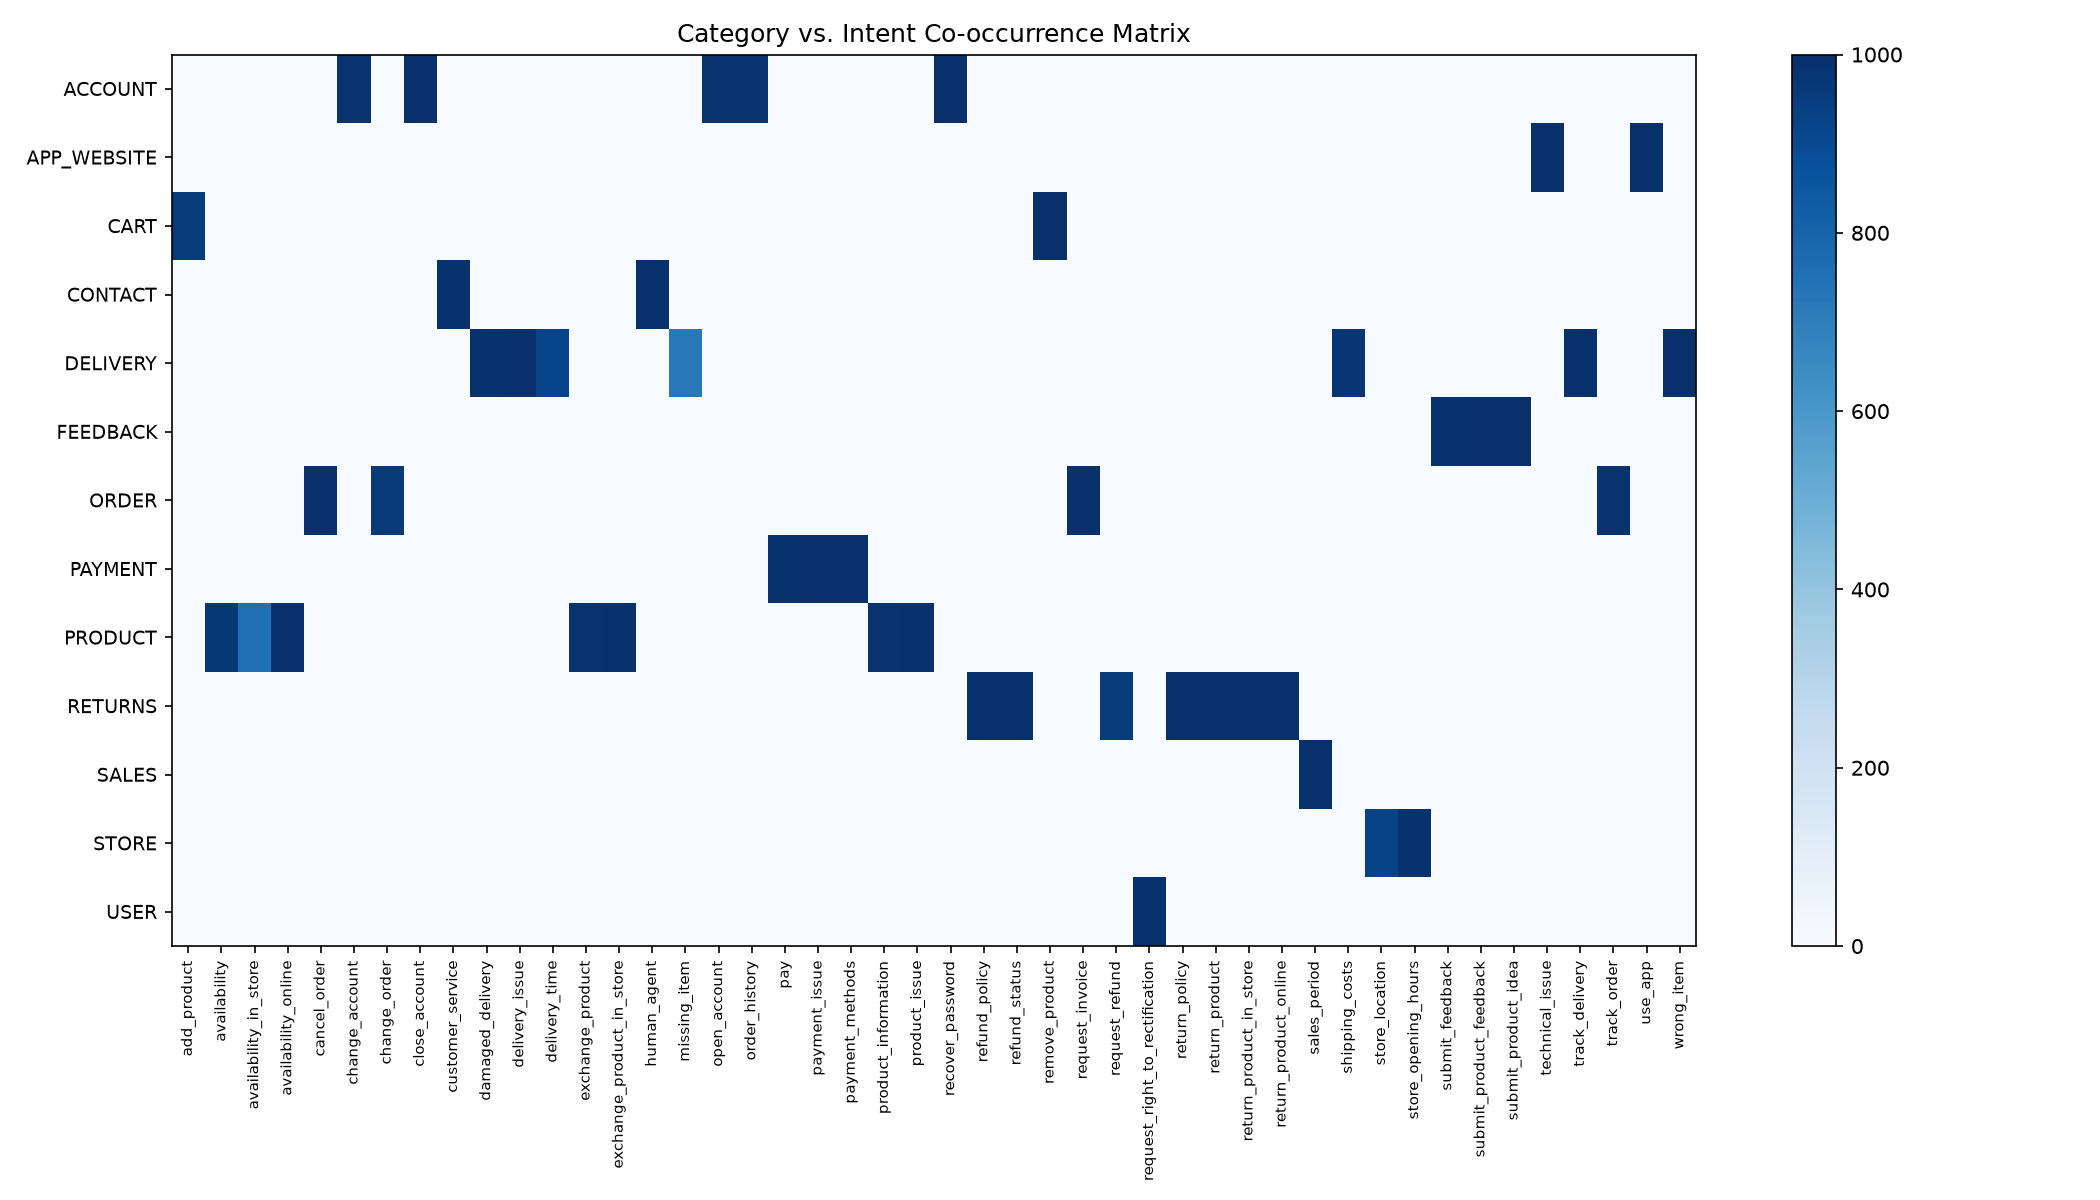 Category vs. Intent Co-occurrence Matrix
ACCOUNT
APP_WEBSITE
CART
CONTACT
DELIVERY
FEEDBACK
ORDER
PAYMENT
PRODUCT
RETURNS
SALES
STORE
USER
add_product
availability
availability_in_store
availability_online
cancel_order
change_account
change_order
close_account
customer_service
damaged_delivery
delivery_issue
delivery_time
exchange_product
exchange_product_in_store
human_agent
missing_item
open_account
order_history
pay
payment_issue
payment_methods
product_information
product_issue
recover_password
refund_policy
refund_status
remove_product
request_invoice
request_refund
request_right_to_rectification
return_policy
return_product
return_product_in_store
return_product_online
sales_period
shipping_costs
store_location
store_opening_hours
submit_feedback
submit_product_feedback
submit_product_idea
technical_issue
track_delivery
track_order
use_app
wrong_item
1000
800
600
400
200
0